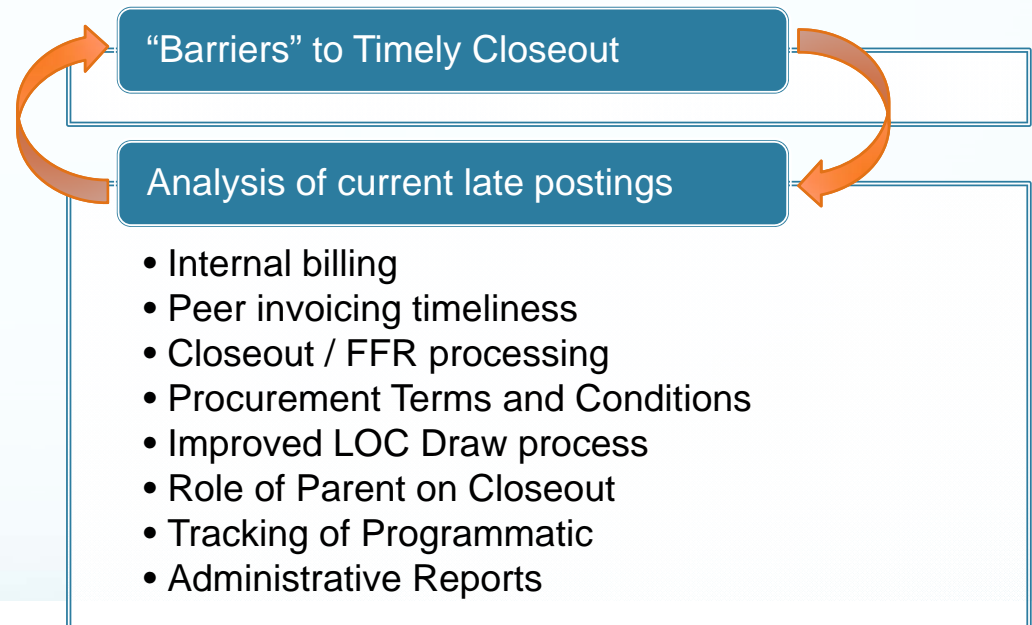 “Barriers” to Timely Closeout
Analysis of current late postings
• Internal billing
• Peer invoicing timeliness
• Closeout / FFR processing
• Procurement Terms and Conditions
• Improved LOC Draw process
• Role of Parent on Closeout
• Tracking of Programmatic
• Administrative Reports